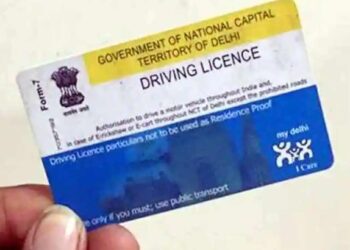 GOVERNMENT OF NATIONAL CAPITAL
TERRITORY OF DELHI
DRIVING LICENCE
Form-7
Authorisation to drive a motor vehicle throughout India and,
in case of E-rickshaw or E-cart throughout NCT of Delhi except the prohibited roads
Driving Licence particulars not to be used as Residence Proof
my delhi
I Care
e only if you must; use public transport